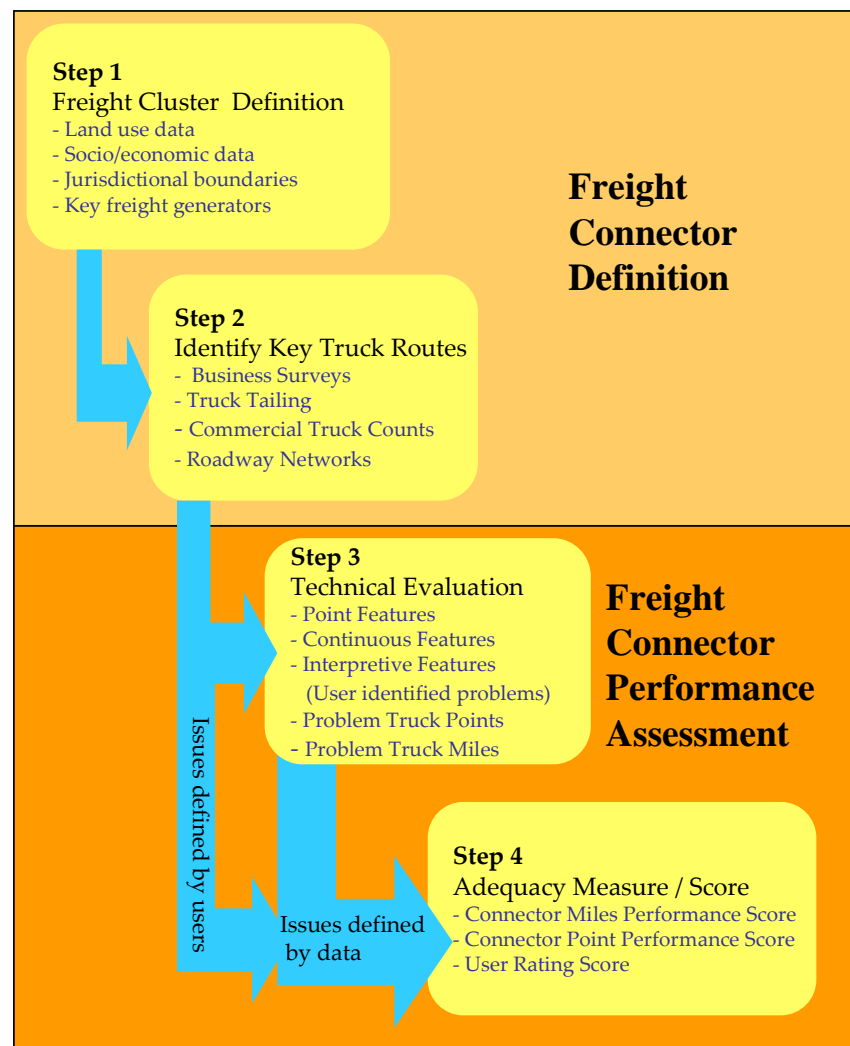 Step 1
Freight Cluster Definition
- Land use data
- Socio/economic data
- Jurisdictional boundaries
- Key freight generators
Freight
Connector
Definition
Step 2
Identify Key Truck Routes
- Business Surveys
- Truck Tailing
- Commercial Truck Counts
- Roadway Networks
Step 3
Technical Evaluation
- Point Features
- Continuous Features
- Interpretive Features
(User identified problems)
- Problem Truck Points
- Problem Truck Miles
Freight
Connector
Performance
Assessment
Issues defined by users
Issues defined
by data
Step 4
Adequacy Measure / Score
- Connector Miles Performance Score
- Connector Point Performance Score
- User Rating Score